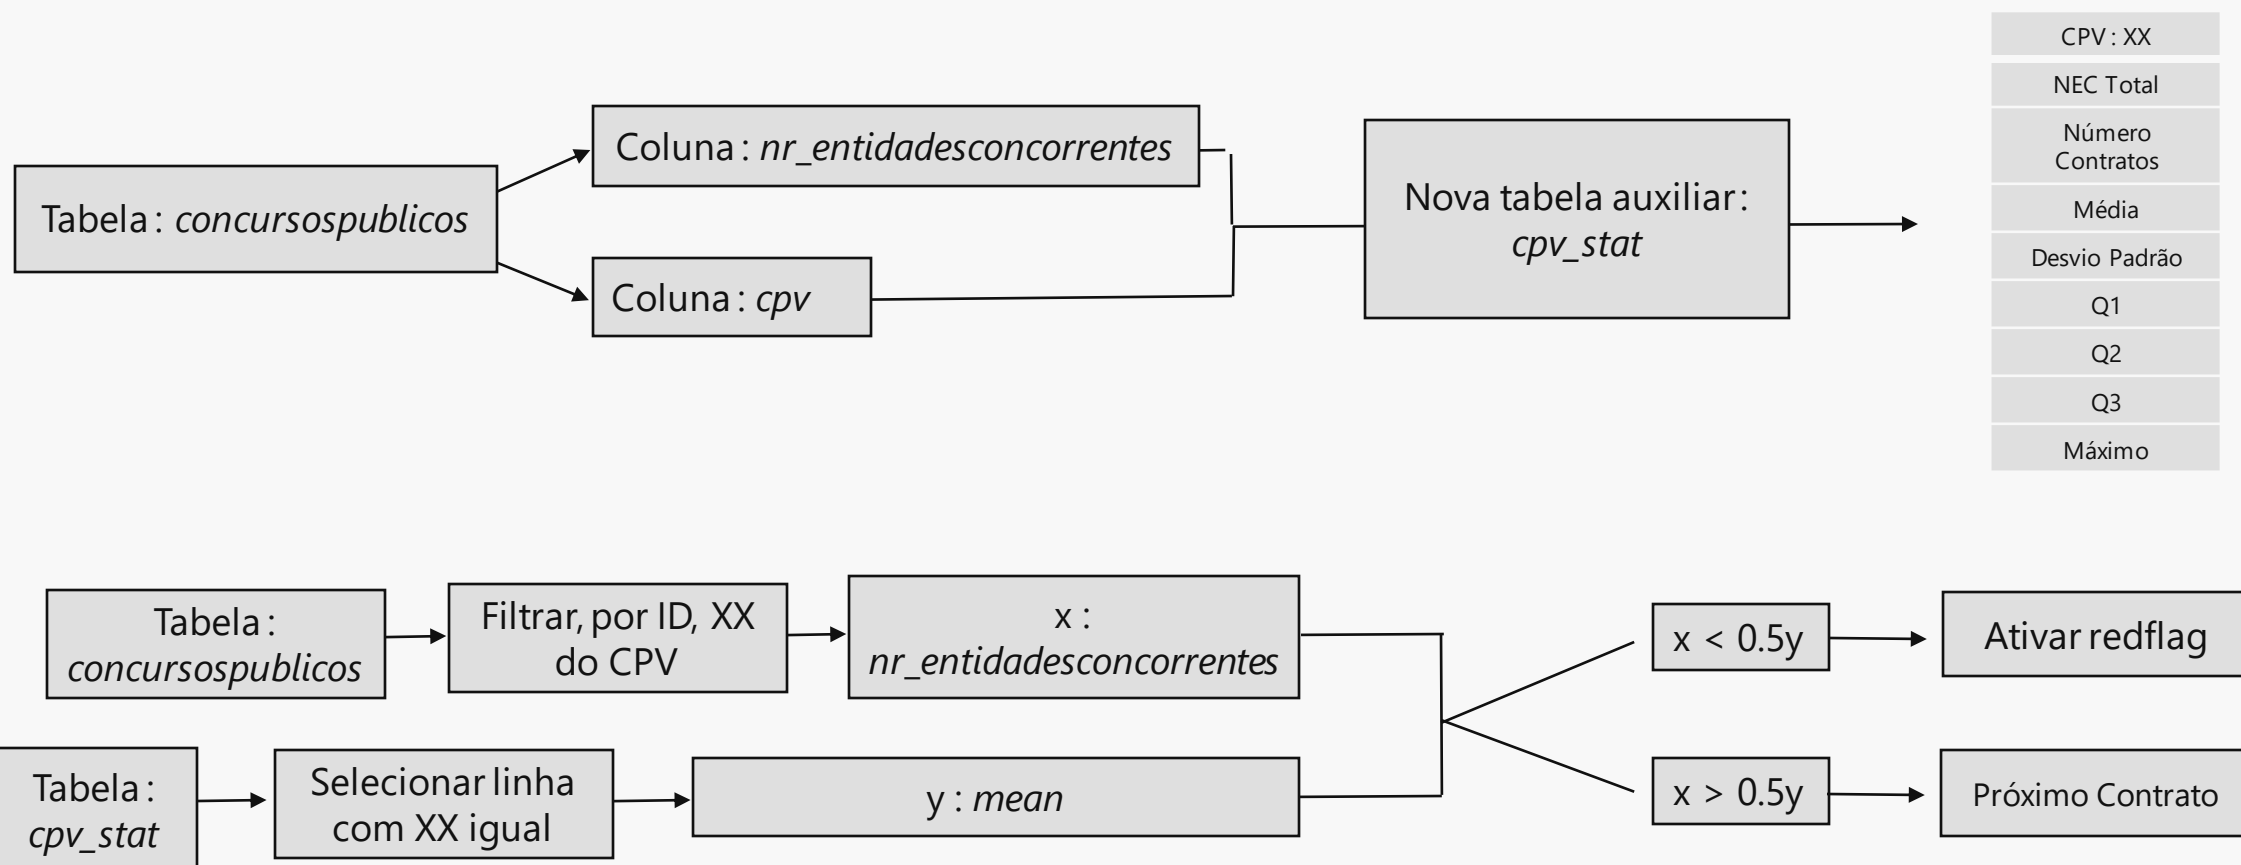 CPV : XX
NEC Total
Número
Contratos
Média
Desvio Padrão
Q1
Q2
Q3
Máximo
Tabela : concursospublicos
Coluna : nr_entidadesconcorrentes
Coluna : cpv
Nova tabela auxiliar :
cpv_stat
Tabela :
concursospublicos
Filtrar, por ID, XX
do CPV
x :
nr_entidadesconcorrentes
x < 0.5y
Ativar redflag
Tabela :
cpv_stat
Selecionar linha
com XX igual
y : mean
x > 0.5y
Próximo Contrato